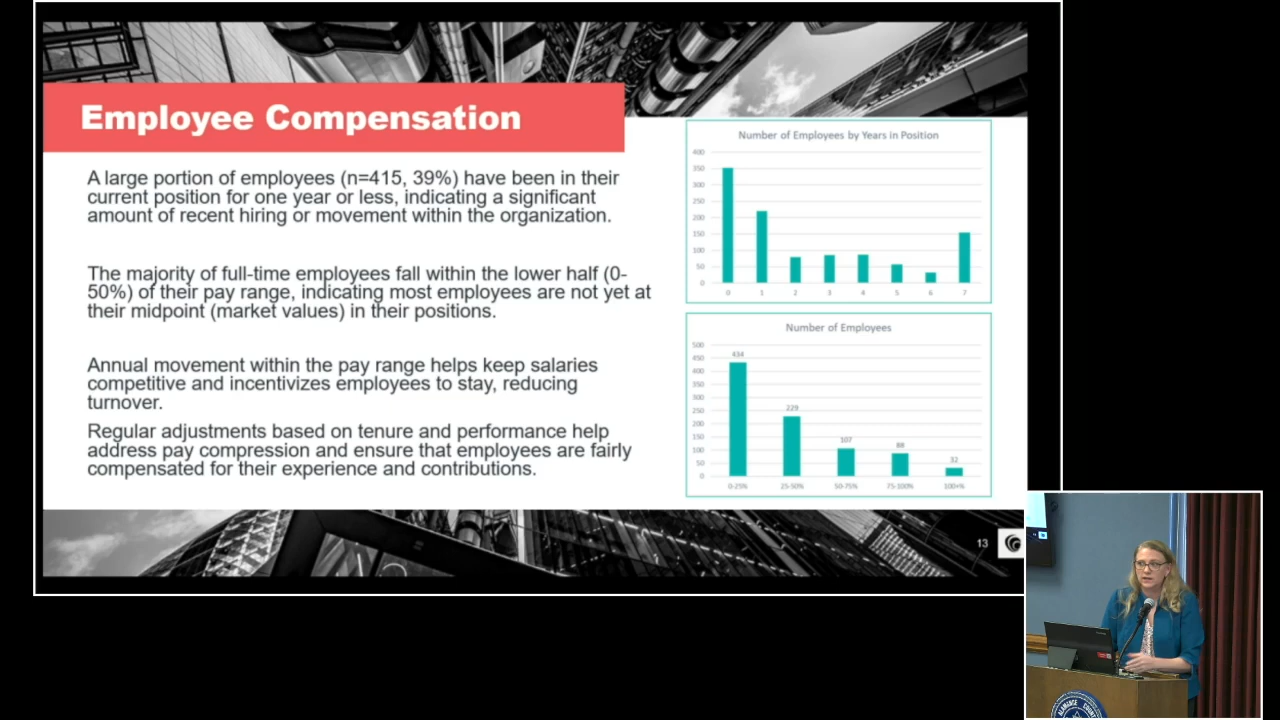 Employee Compensation
A large portion of employees (n=415, 39%) have been in their
current position for one year or less, indicating a significant
amount of recent hiring or movement within the organization.
The majority of full-time employees fall within the lower half (0-
50%) of their pay range, indicating most employees are not yet at
their midpoint (market values) in their positions.
Annual movement within the pay range helps keep salaries
competitive and incentivizes employees to stay, reducing
turnover.
Regular adjustments based on tenure and performance help
address pay compression and ensure that employees are fairly
compensated for their experience and contributions.
Number of Employees by Years in Position
400
350
300
250
200
150
100
50
0
0 1 2 3 4 5 6 7
Number of Employees
500
450
400
350
300
250
200
150
100
50
0
434 229 107 88 32
0-25% 25-50% 50-75% 75-100% 100+%
13
ALAMANCE COUNTY